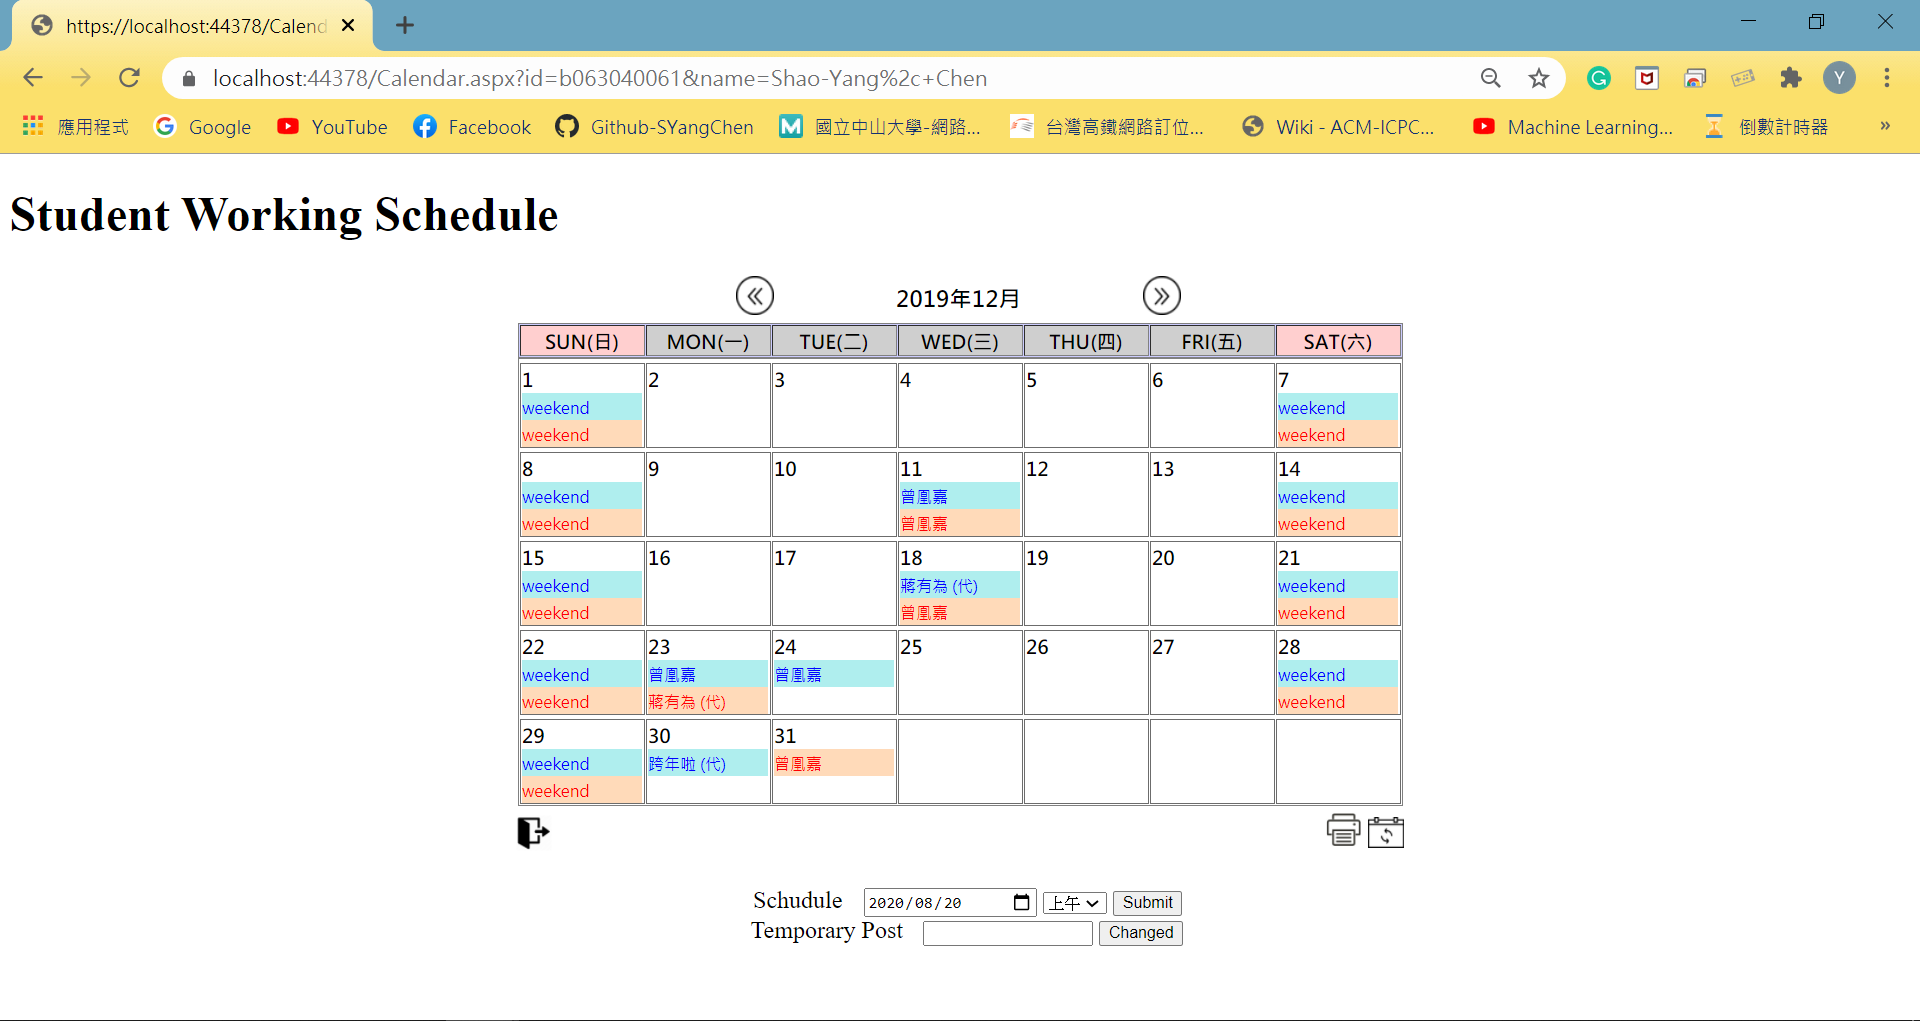 https://localhost:44378/Calend
localhost:44378/Calendar.aspx?id=b063040061&name=Shao-Yang%2c+Chen
Y
應用程式 Google YouTube Facebook Github-SYangChen 國立中山大學-網路... 台灣高鐵網路訂位... Wiki - ACM-ICPC... Machine Learning... 倒數計時器 »
Student Working Schedule
2019年12月
SUN(日) MON(一) TUE(二) WED(三) THU(四) FRI(五) SAT(六)
1 2 3 4 5 6 7
weekend weekend
weekend weekend
8 9 10 11 12 13 14
weekend 曾凰嘉 weekend
weekend 曾凰嘉 weekend
15 16 17 18 19 20 21
weekend 蔣有為 (代) weekend
weekend 曾凰嘉 weekend
22 23 24 25 26 27 28
weekend 曾凰嘉 曾凰嘉 weekend
weekend 蔣有為 (代) weekend
29 30 31
weekend 跨年啦 (代) 曾凰嘉
weekend
Schudule 2020/08/20 上午 Submit
Temporary Post Changed